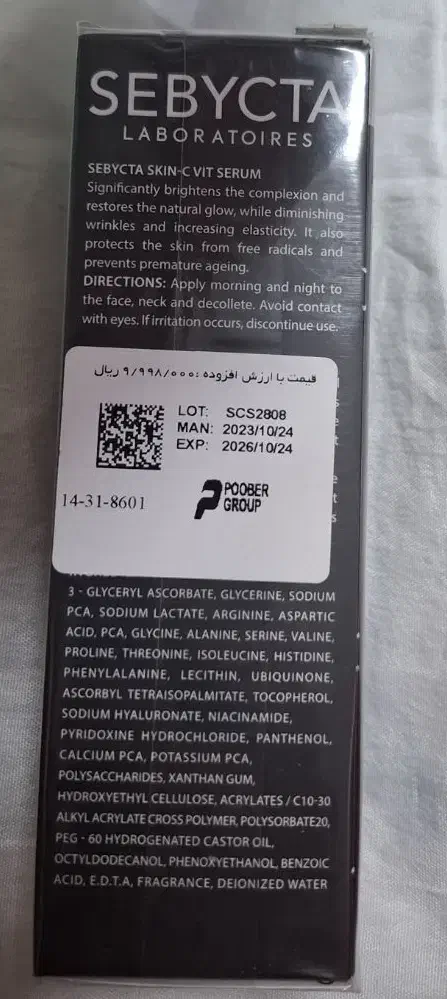 SEBYCTA
LABORATOIRES
SEBYCTA SKIN-C VIT SERUM
Significantly brightens the complexion and
restores the natural glow, while diminishing
wrinkles and increasing elasticity. It also
protects the skin from free radicals and
prevents premature ageing.
DIRECTIONS: Apply morning and night to
the face, neck and decollete. Avoid contact
with eyes. If irritation occurs, discontinue use.
قیمت با ارزش افزوده :۹/۹۹۸/۰۰۰ ریال
LOT: SCS2808
MAN: 2023/10/24
EXP: 2026/10/24
14-31-8601
POOBER
GROUP
3 - GLYCERYL ASCORBATE, GLYCERINE, SODIUM
PCA, SODIUM LACTATE, ARGININE, ASPARTIC
ACID, PCA, GLYCINE, ALANINE, SERINE, VALINE,
PROLINE, THREONINE, ISOLEUCINE, HISTIDINE,
PHENYLALANINE, LECITHIN, UBIQUINONE,
ASCORBYL TETRAISOPALMITATE, TOCOPHEROL,
SODIUM HYALURONATE, NIACINAMIDE,
PYRIDOXINE HYDROCHLORIDE, PANTHENOL,
CALCIUM PCA, POTASSIUM PCA,
POLYSACCHARIDES, XANTHAN GUM,
HYDROXYETHYL CELLULOSE, ACRYLATES / C10-30
ALKYL ACRYLATE CROSS POLYMER, POLYSORBATE20,
PEG - 60 HYDROGENATED CASTOR OIL,
OCTYLDODECANOL, PHENOXYETHANOL, BENZOIC
ACID, E.D.T.A, FRAGRANCE, DEIONIZED WATER